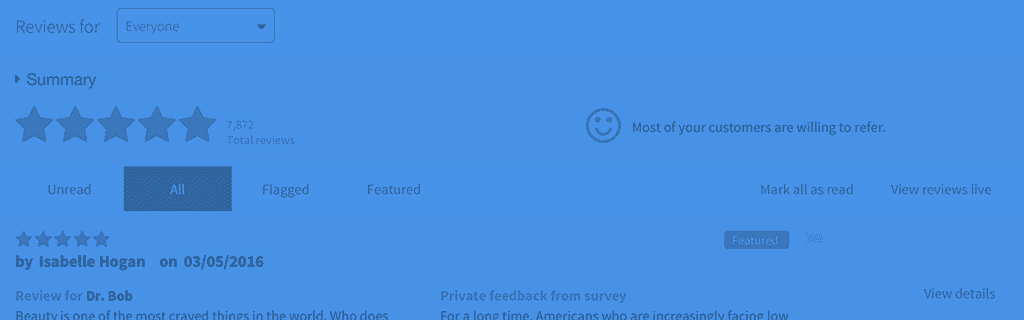 Reviews for Everyone
Summary
7,872
Total reviews
Most of your customers are willing to refer.
Unread All Flagged Featured Mark all as read View reviews live
Featured
by Isabelle Hogan on 03/05/2016
Review for Dr. Bob Private feedback from survey View details
Beauty is one of the most craved things in the world. Who does For a long time, Americans who are increasingly facing low